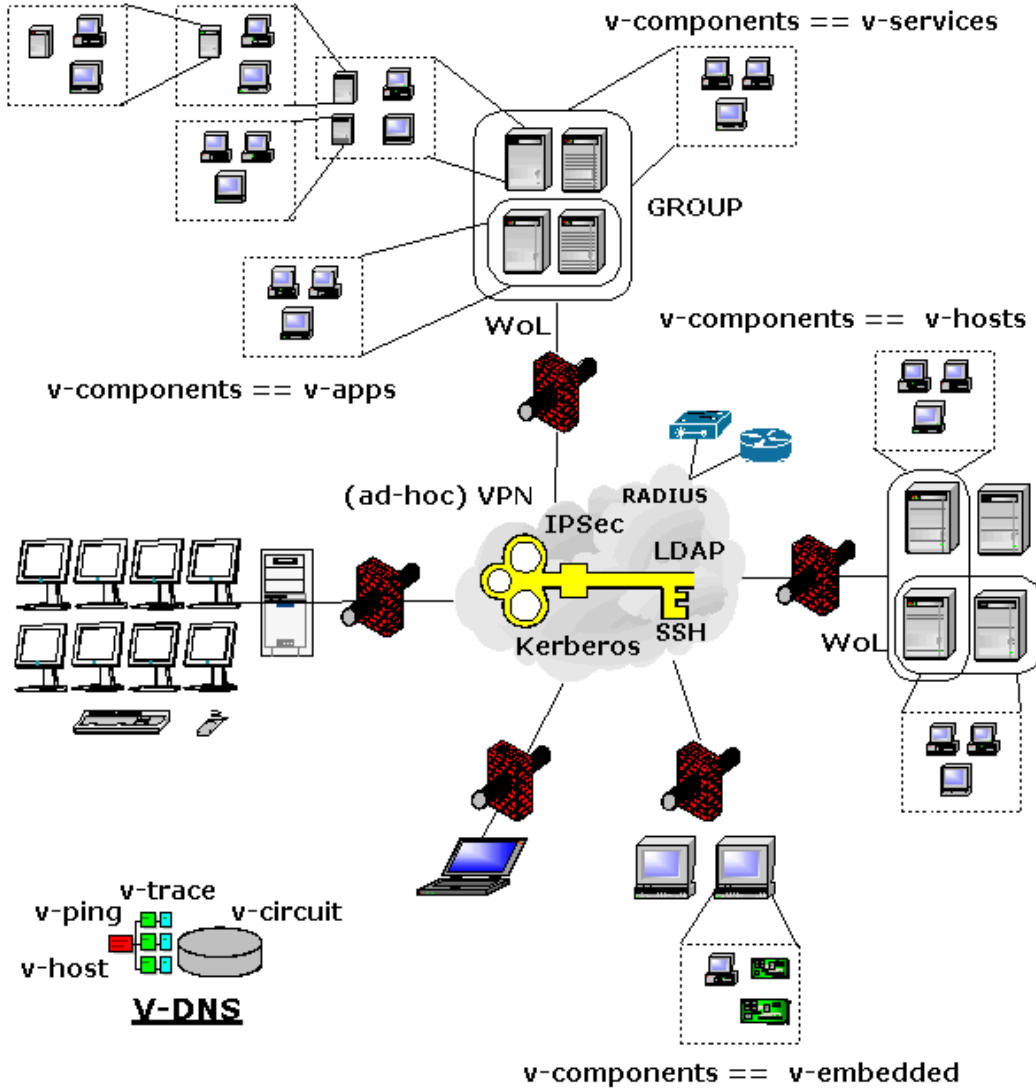 v-components == v-services
GROUP
WoL
v-components == v-hosts
v-components == v-apps
(ad-hoc) VPN
RADIUS
IPSec
LDAP
Kerberos
SSH
WoL
v-trace
v-ping
v-circuit
v-host
V-DNS
v-components == v-embedded